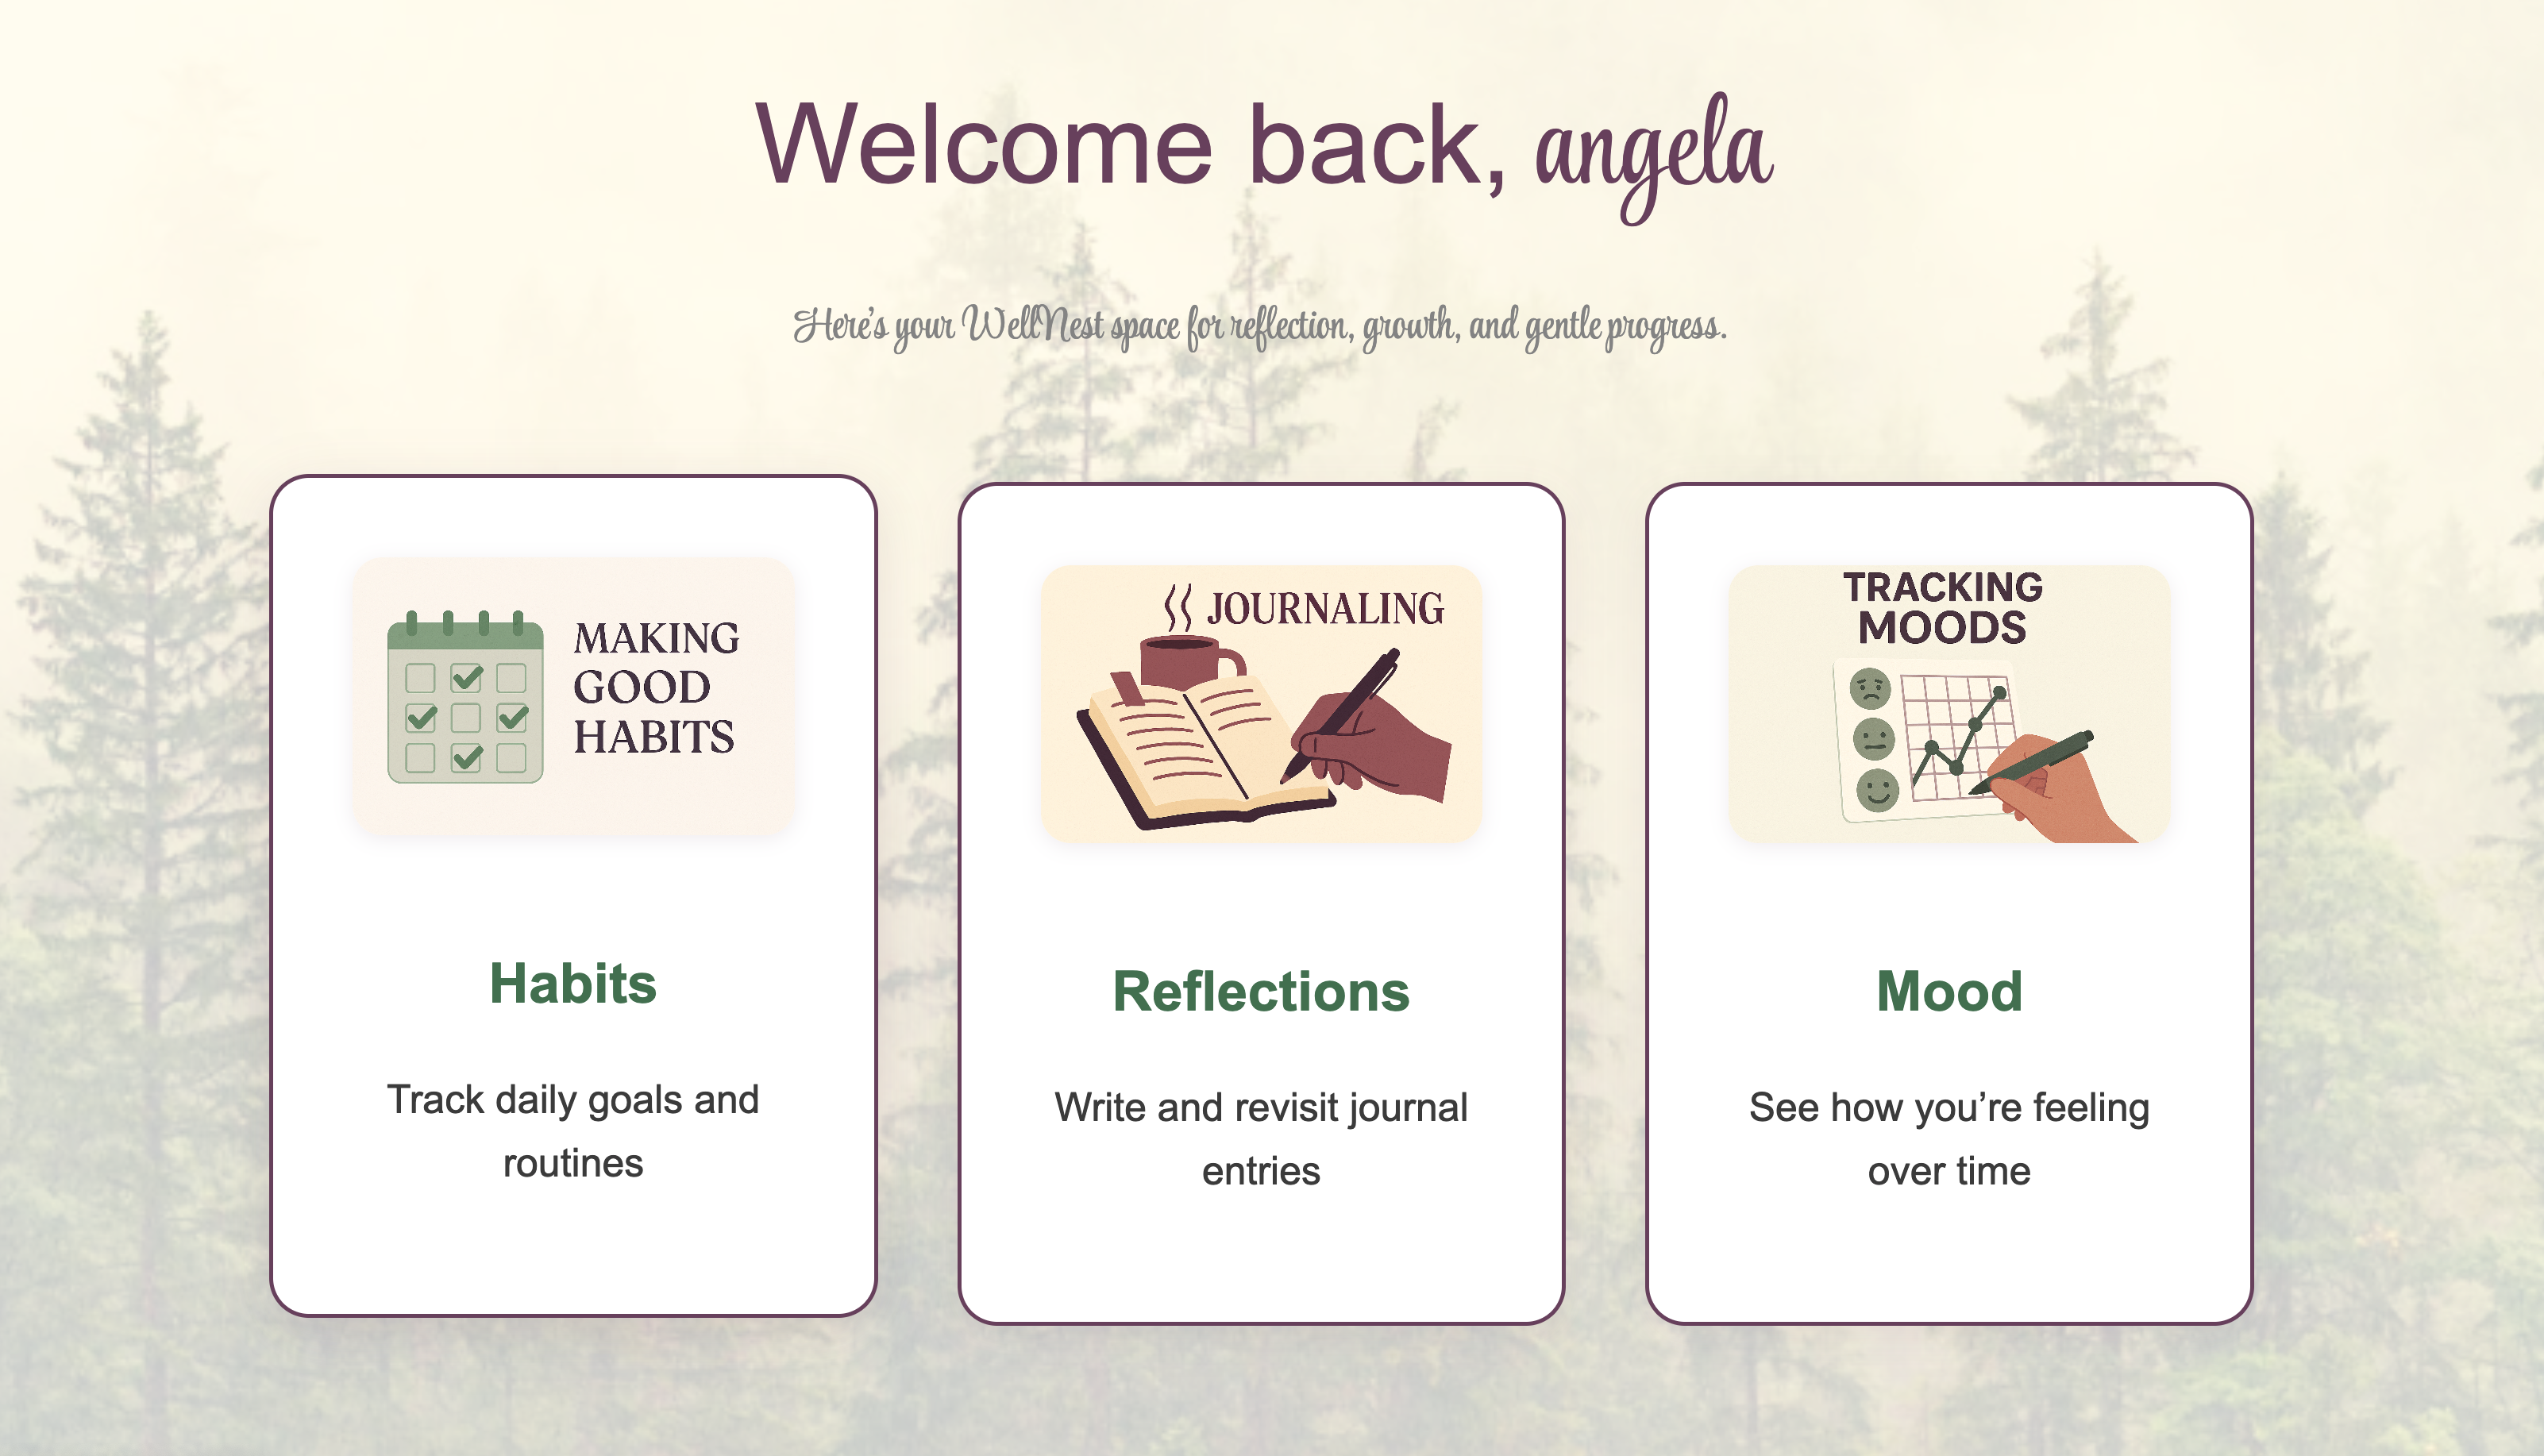 Welcome back, angela
Here’s your WellNest space for reflection, growth, and gentle progress.
MAKING
GOOD
HABITS
Habits
Track daily goals and
routines
JOURNALING
Reflections
Write and revisit journal
entries
TRACKING
MOODS
Mood
See how you’re feeling
over time